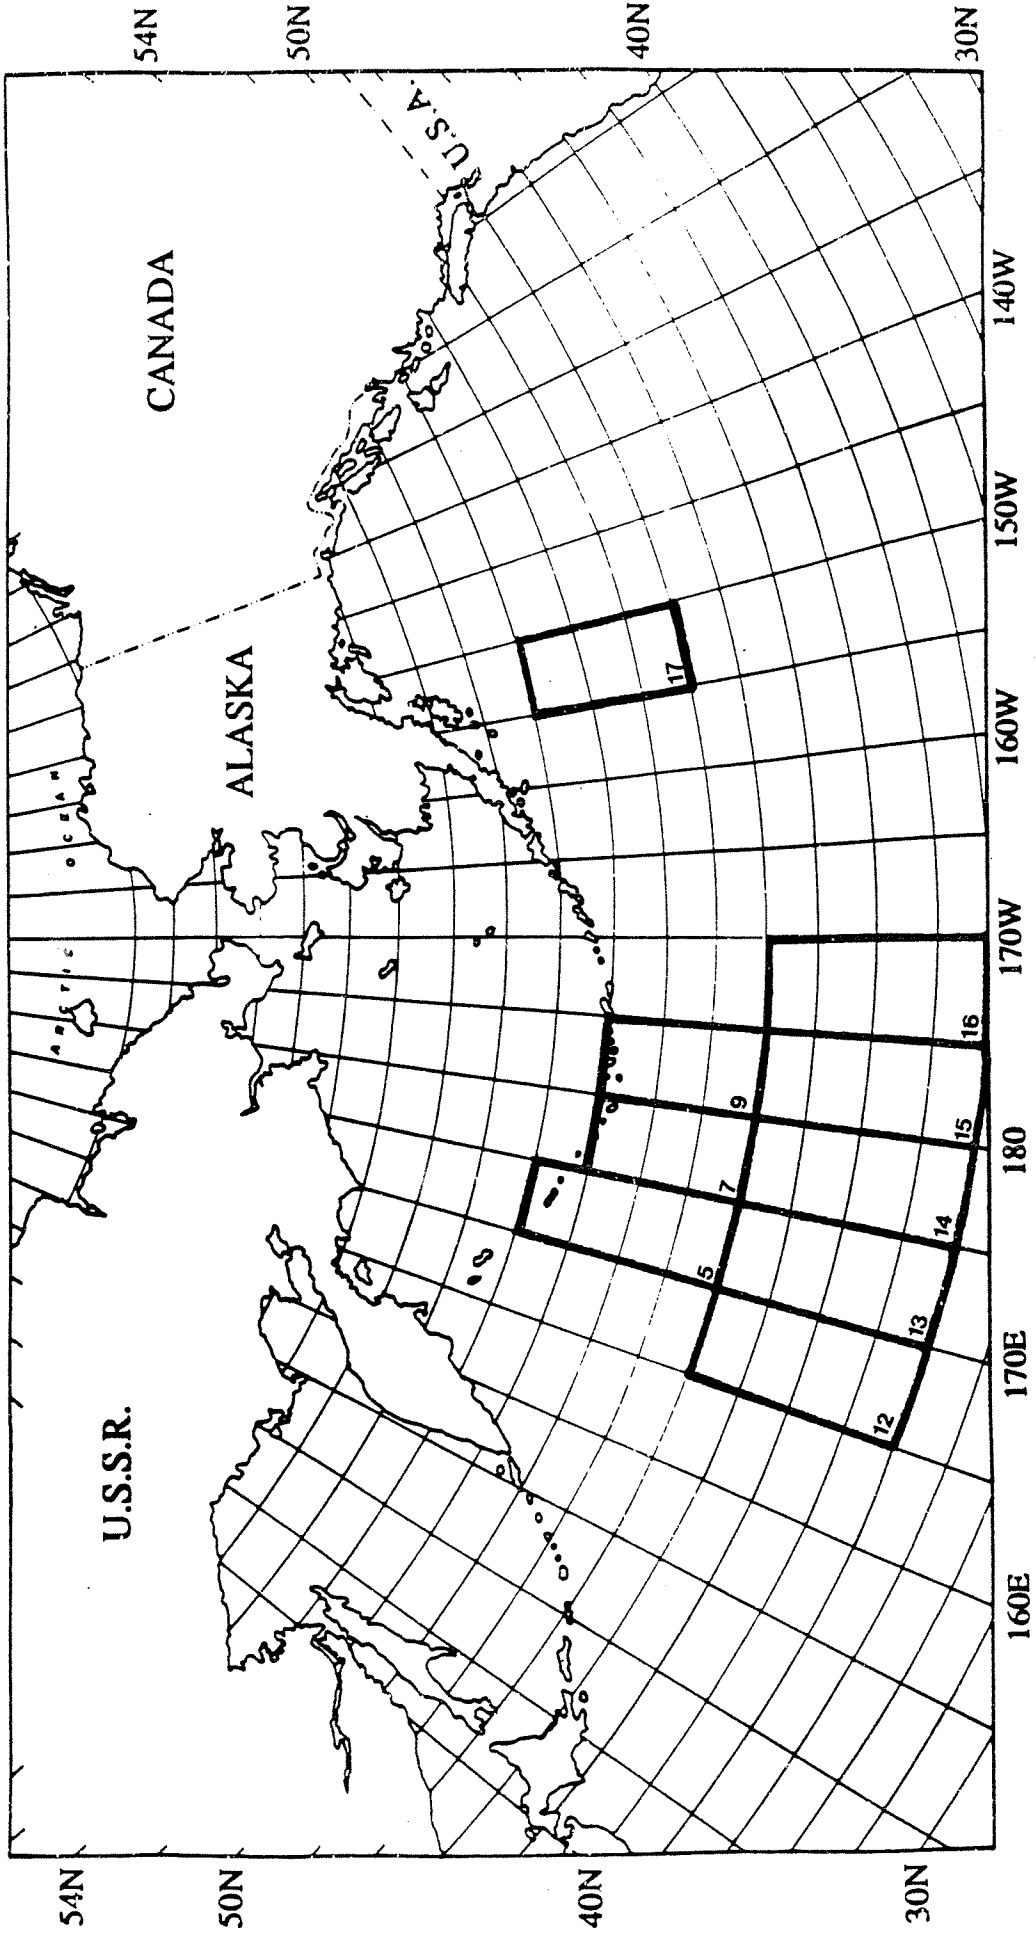 54N
50N
40N
30N
U.S.A.
CANADA
ALASKA
ARCTIC OCEAN
U.S.S.R.
17
9
7
5
16
15
14
13
12
140W
150W
160W
170W
180
170E
160E
54N
50N
40N
30N